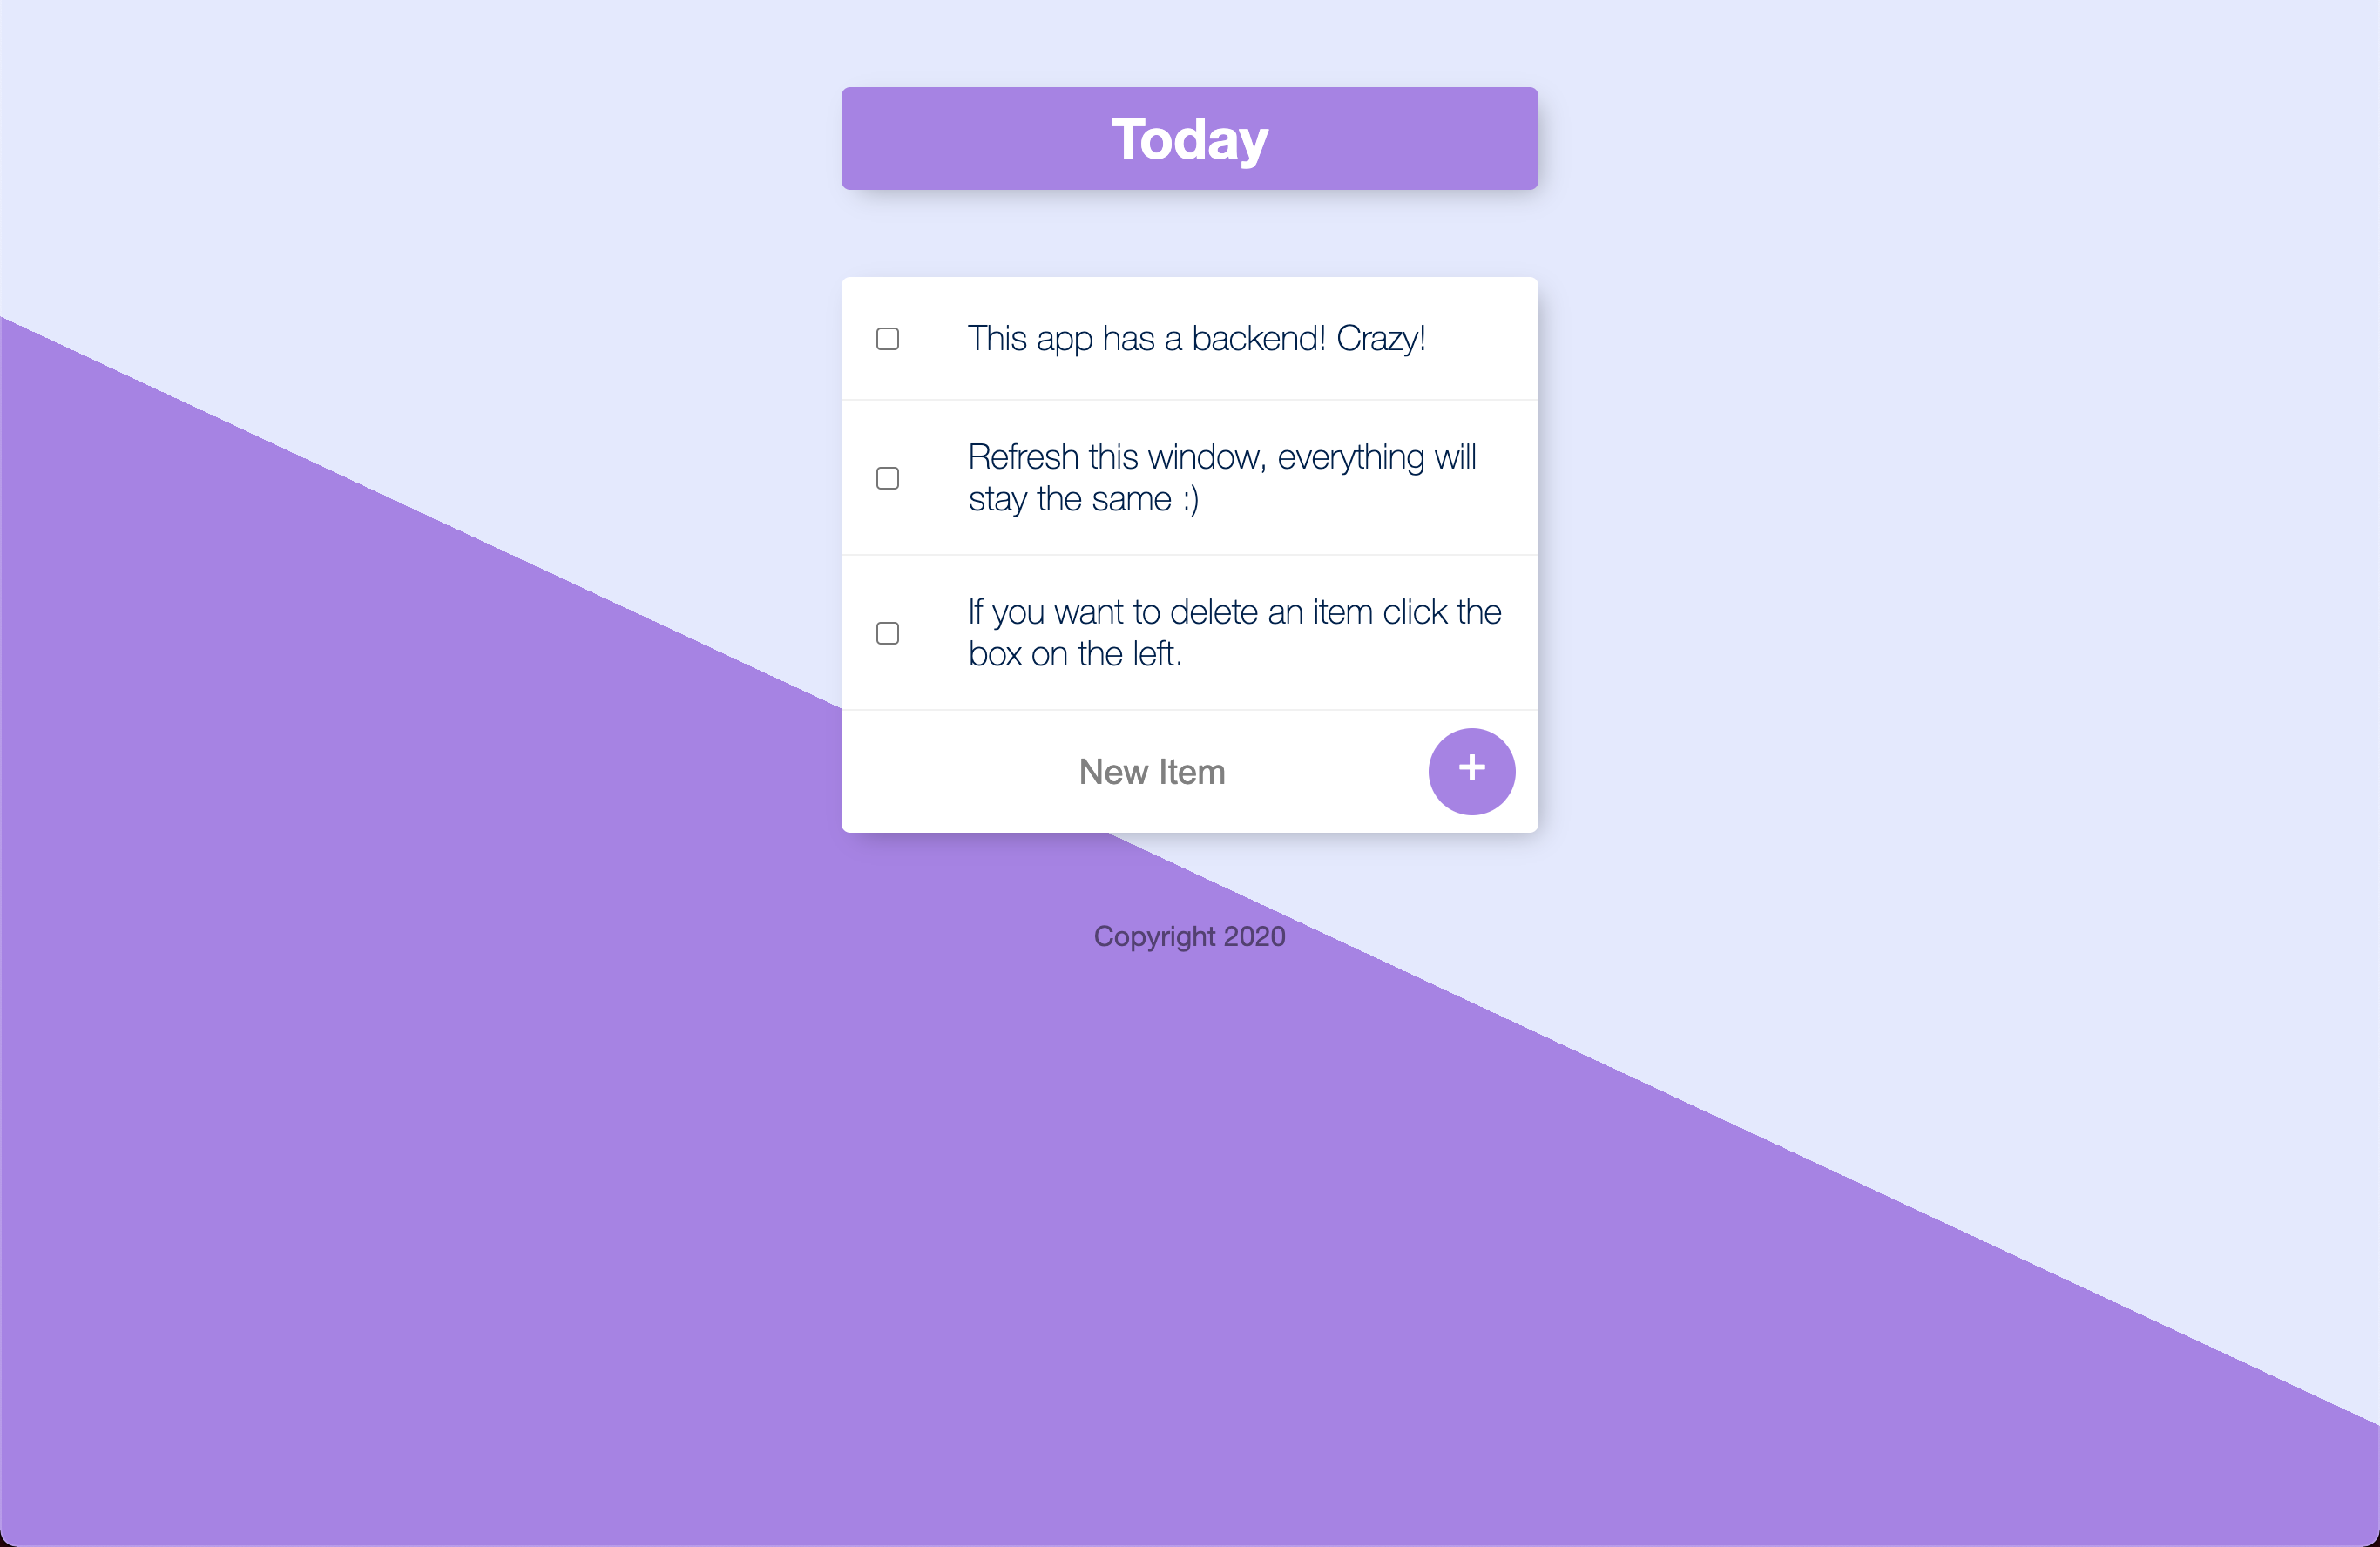 Today
This app has a backend! Crazy!
Refresh this window, everything will
stay the same :)
If you want to delete an item click the
box on the left.
New Item
+
Copyright 2020